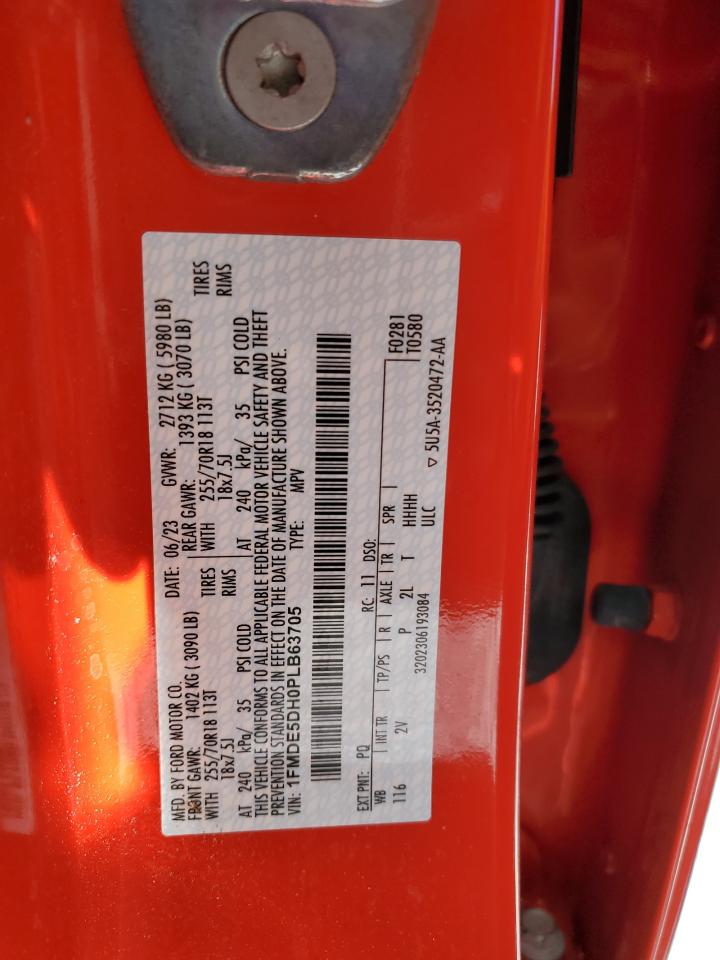 MFD. BY FORD MOTOR CO. DATE: 06/23 GVWR: 2712 KG ( 5980 LB)
FRONT GAWR: 1402 KG ( 3090 LB) REAR GAWR: 1393 KG ( 3070 LB)
WITH 255/70R18 113T TIRES WITH 255/70R18 113T TIRES
18x7.5J RIMS 18x7.5J RIMS
AT 240 kPa/ 35 PSI COLD AT 240 kPa/ 35 PSI COLD
THIS VEHICLE CONFORMS TO ALL APPLICABLE FEDERAL MOTOR VEHICLE SAFETY AND THEFT
PREVENTION STANDARDS IN EFFECT ON THE DATE OF MANUFACTURE SHOWN ABOVE.
VIN: 1FMDE5DH0PLB63705 TYPE: MPV
EXT PNT: PQ RC: 11 DSO: F0281
WB INT TR TP/PS R AXLE TR SPR T0580
116 2V P 2L T HHHH
ULC
3202306193084 ▽ 5U5A-3520472-AA